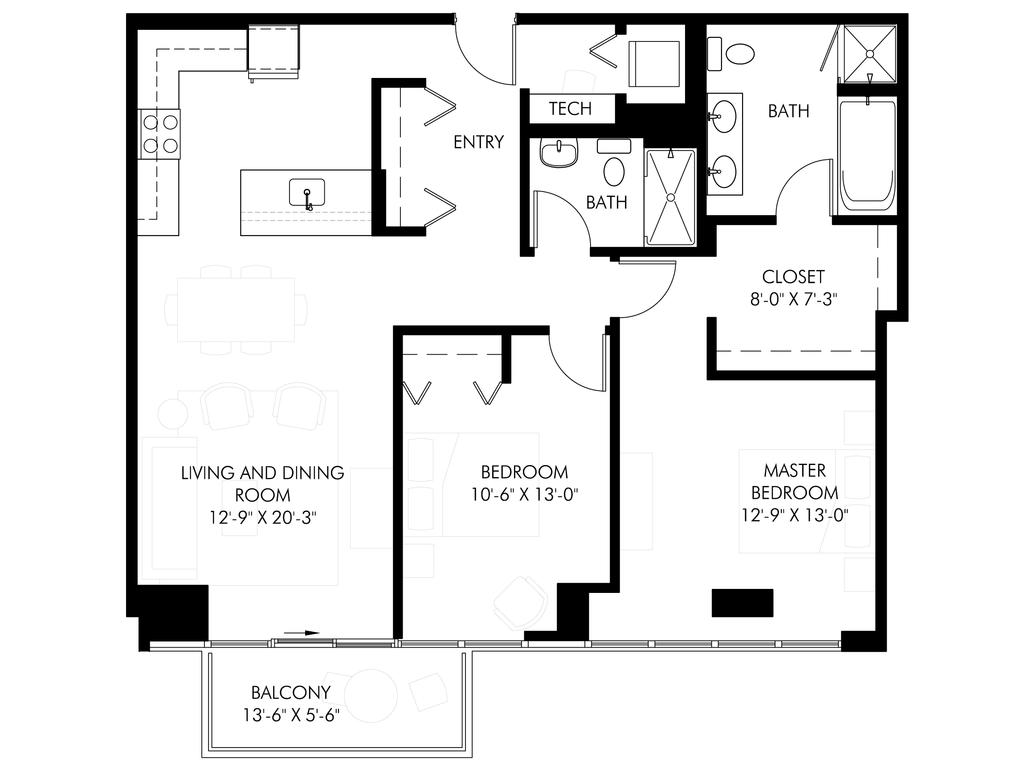 TECH
BATH
ENTRY
BATH
CLOSET
8'-0" X 7'-3"
LIVING AND DINING
ROOM
12'-9" X 20'-3"
BEDROOM
10'-6" X 13'-0"
MASTER
BEDROOM
12'-9" X 13'-0"
BALCONY
13'-6" X 5'-6"